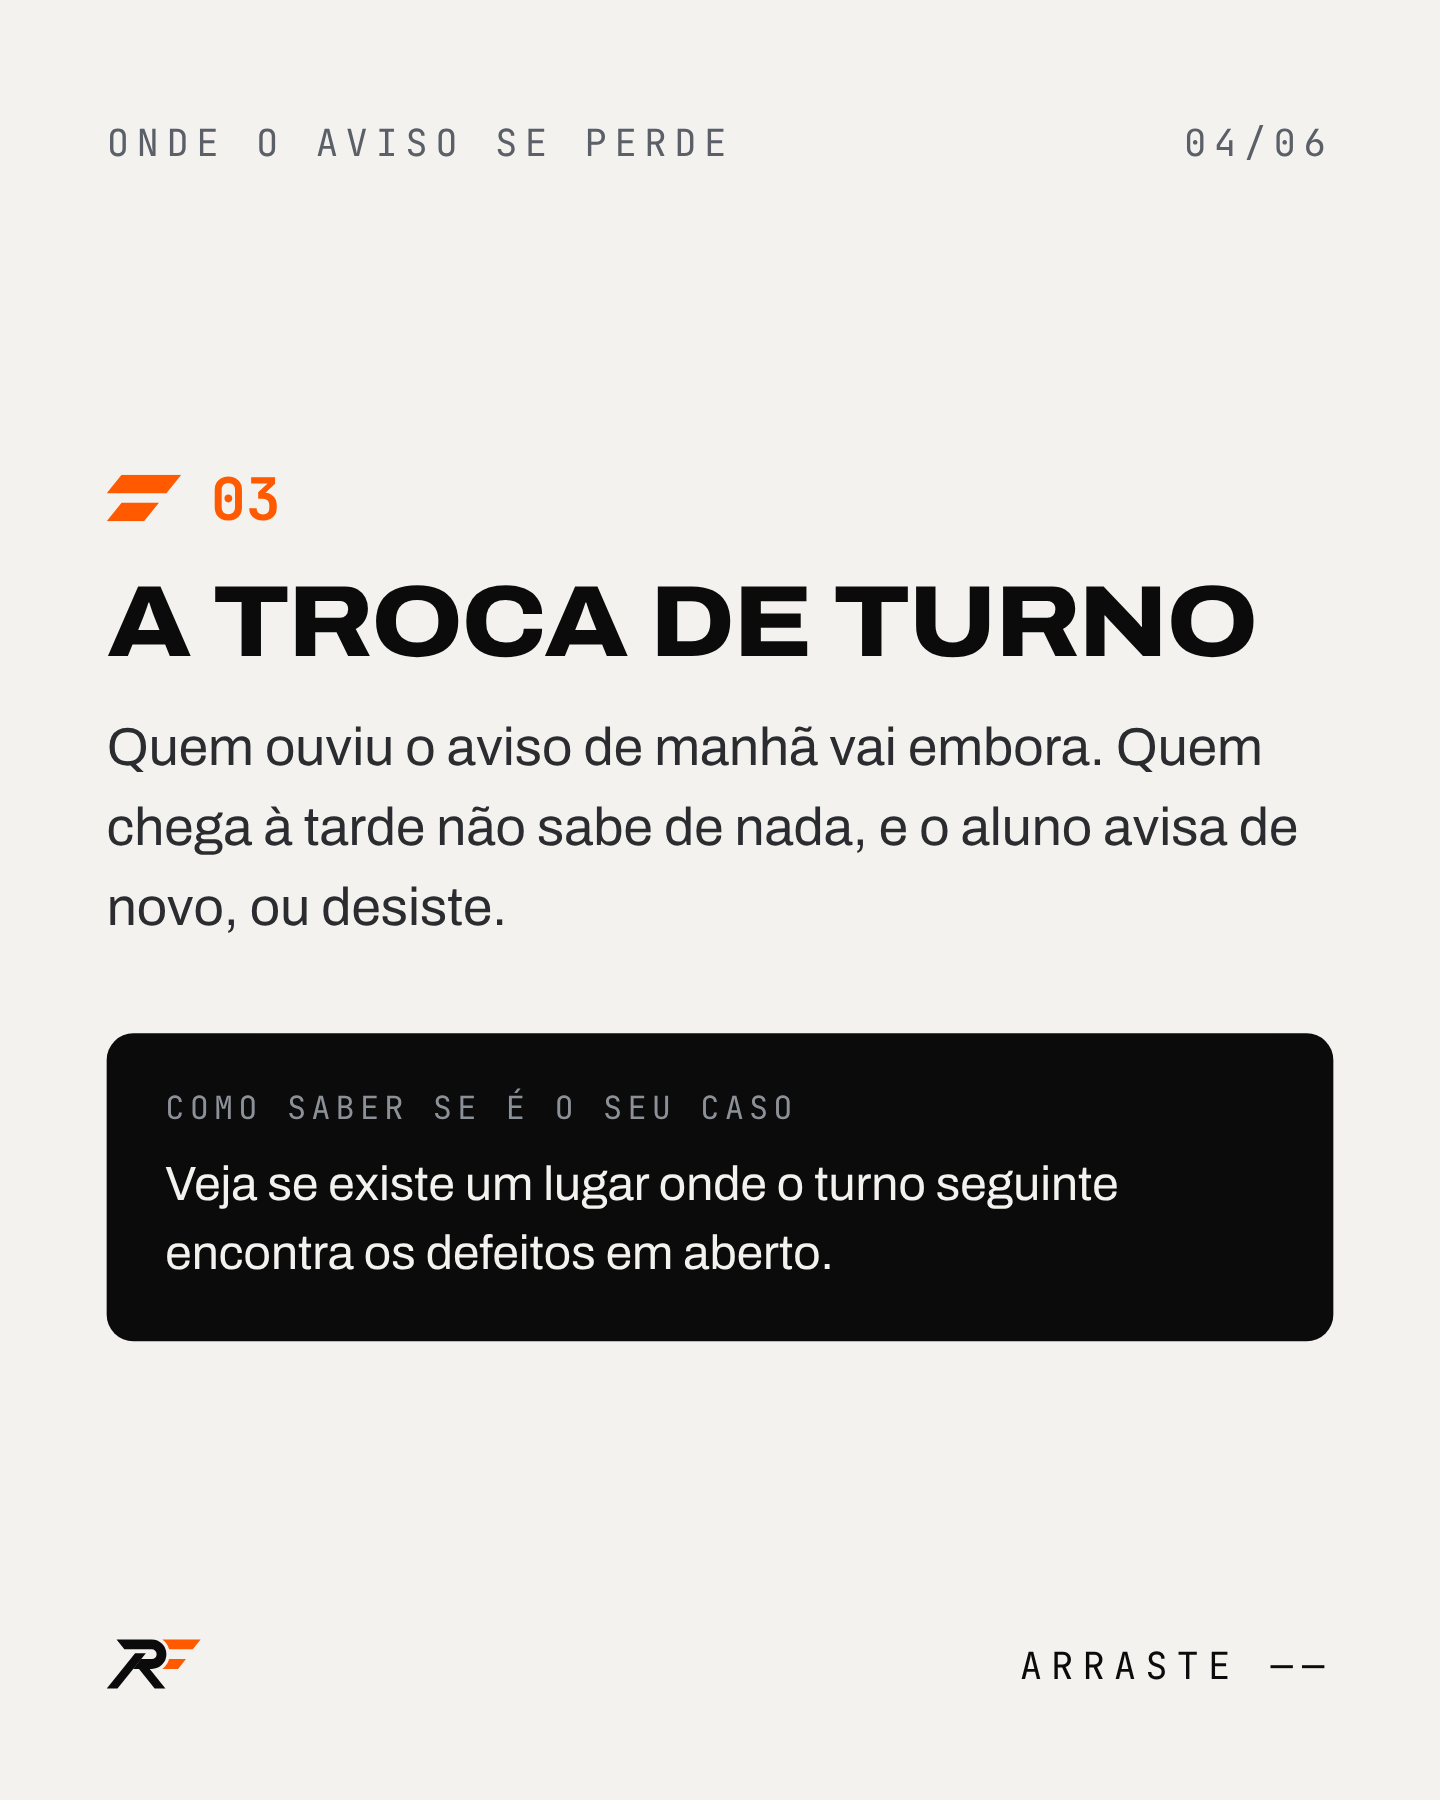 ONDE O AVISO SE PERDE
04/06
03
A TROCA DE TURNO
Quem ouviu o aviso de manhã vai embora. Quem
chega à tarde não sabe de nada, e o aluno avisa de
novo, ou desiste.
COMO SABER SE É O SEU CASO
Veja se existe um lugar onde o turno seguinte
encontra os defeitos em aberto.
RF
ARRASTE ——